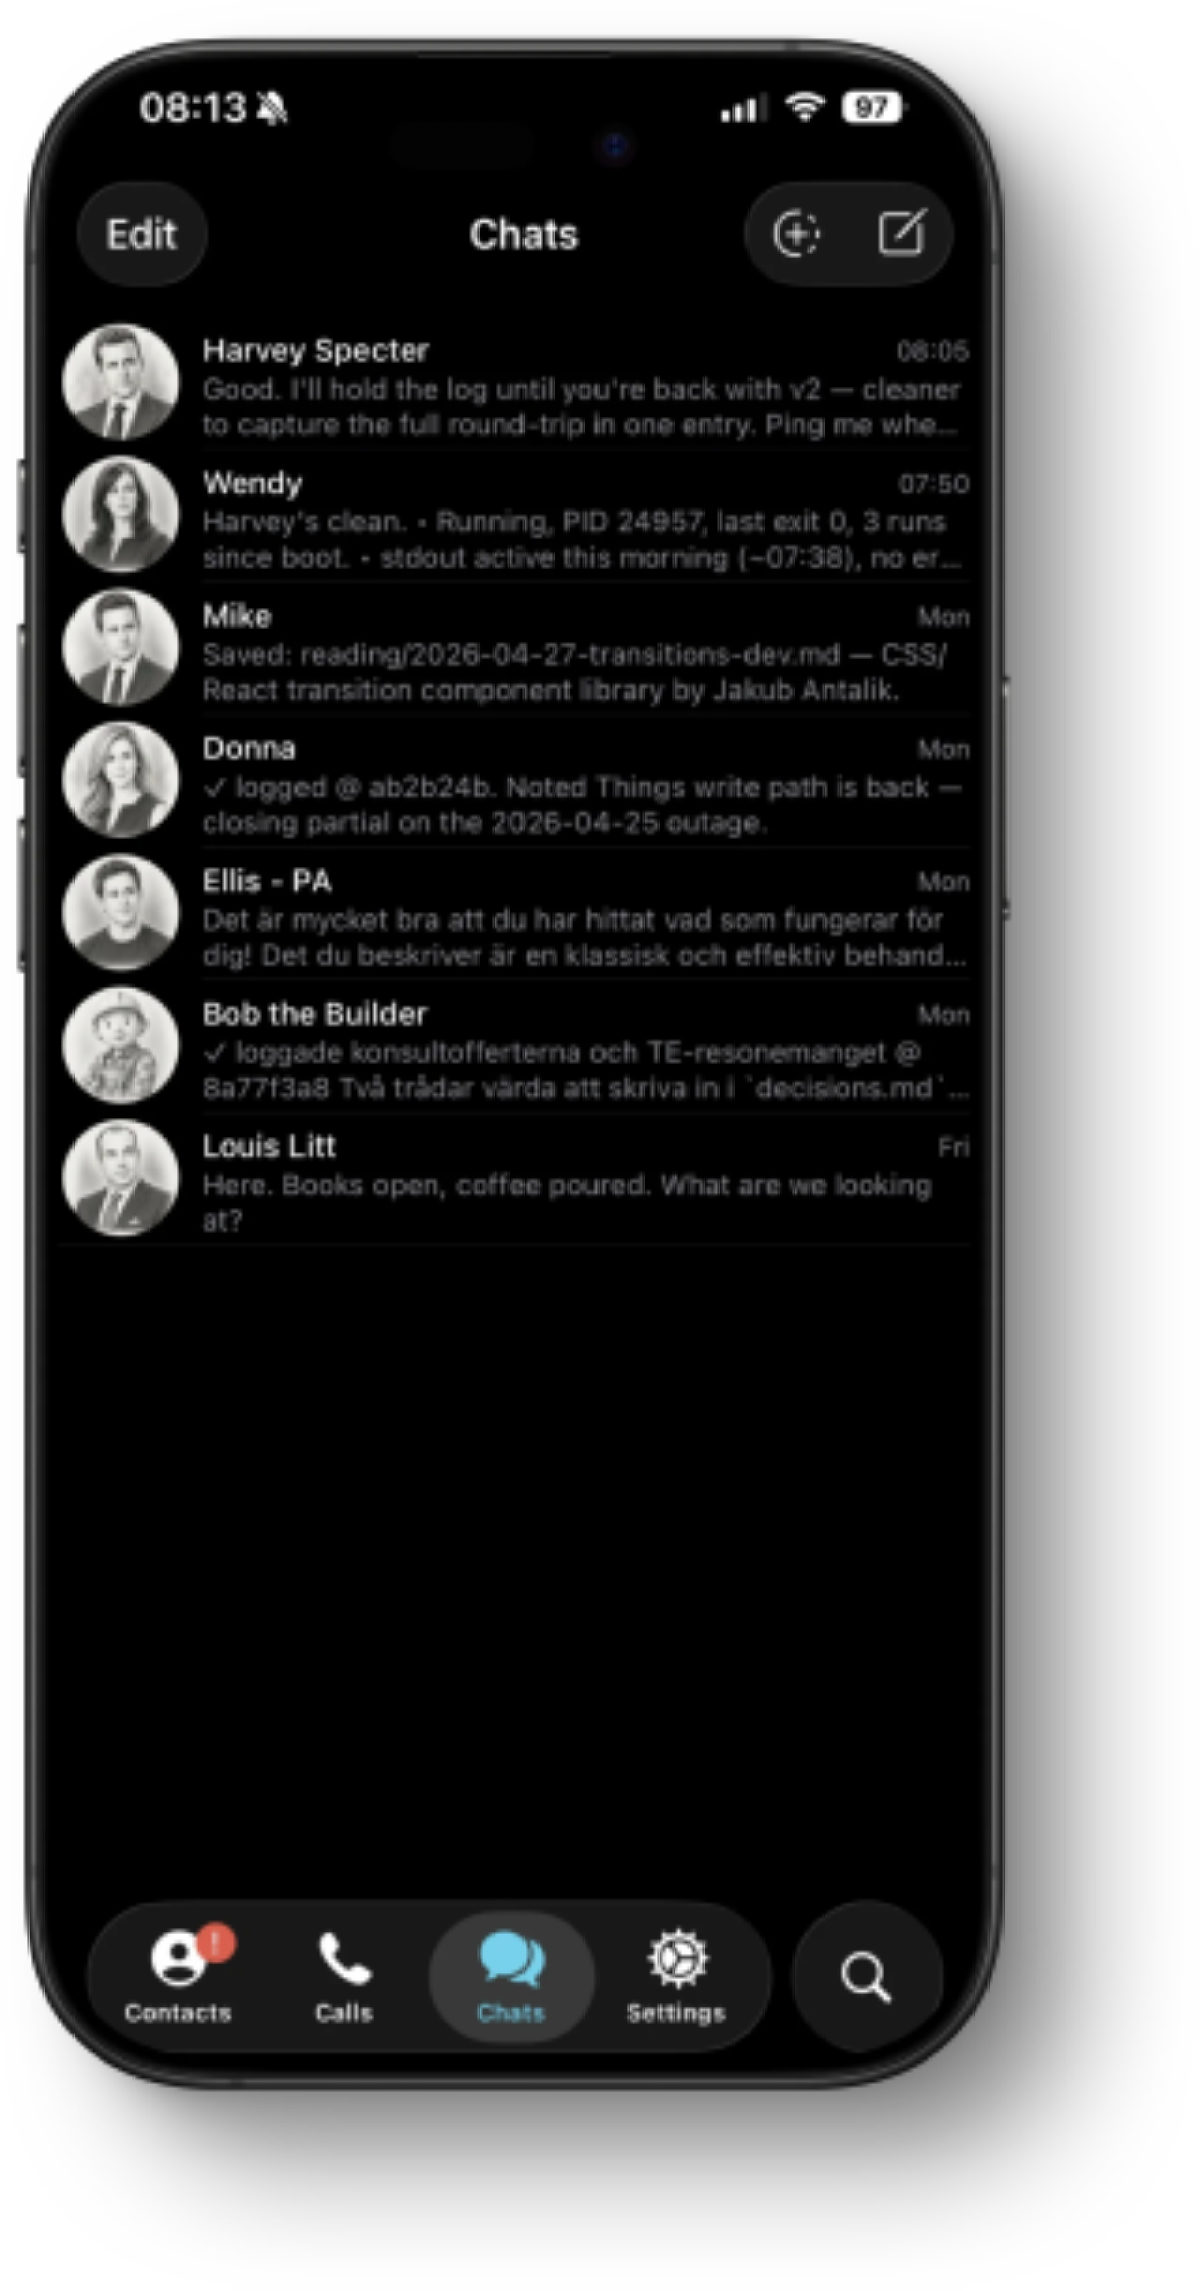 08:13
97
Edit
Chats
Harvey Specter
08:05
Good. I'll hold the log until you're back with v2 — cleaner
to capture the full round-trip in one entry. Ping me whe...
Wendy
07:50
Harvey's clean. • Running, PID 24957, last exit 0, 3 runs
since boot. • stdout active this morning (~07:38), no er...
Mike
Mon
Saved: reading/2026-04-27-transitions-dev.md — CSS/
React transition component library by Jakub Antalik.
Donna
Mon
✓ logged @ ab2b24b. Noted Things write path is back —
closing partial on the 2026-04-25 outage.
Ellis - PA
Mon
Det är mycket bra att du har hittat vad som fungerar för
dig! Det du beskriver är en klassisk och effektiv behand...
Bob the Builder
Mon
✓ loggade konsultofferterna och TE-resonemanget @
8a77f3a8 Två trådar värda att skriva in i `decisions.md`...
Louis Litt
Fri
Here. Books open, coffee poured. What are we looking
at?
!
Contacts
Calls
Chats
Settings